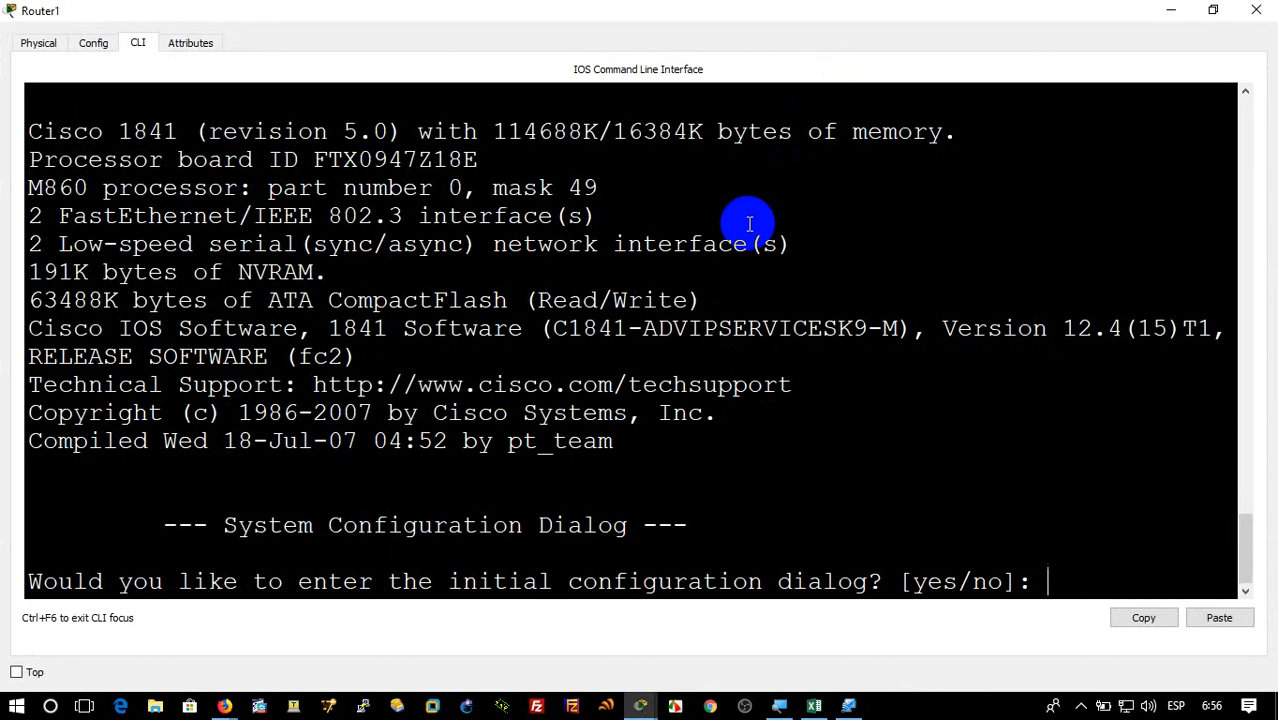 Router1
Physical Config CLI Attributes
IOS Command Line Interface
Cisco 1841 (revision 5.0) with 114688K/16384K bytes of memory.
Processor board ID FTX0947Z18E
M860 processor: part number 0, mask 49
2 FastEthernet/IEEE 802.3 interface(s)
2 Low-speed serial(sync/async) network interface(s)
191K bytes of NVRAM.
63488K bytes of ATA CompactFlash (Read/Write)
Cisco IOS Software, 1841 Software (C1841-ADVIPSERVICESK9-M), Version 12.4(15)T1,
RELEASE SOFTWARE (fc2)
Technical Support: http://www.cisco.com/techsupport
Copyright (c) 1986-2007 by Cisco Systems, Inc.
Compiled Wed 18-Jul-07 04:52 by pt_team
--- System Configuration Dialog ---
Would you like to enter the initial configuration dialog? [yes/no]:
Ctrl+F6 to exit CLI focus
Copy Paste
Top
ESP 6:56